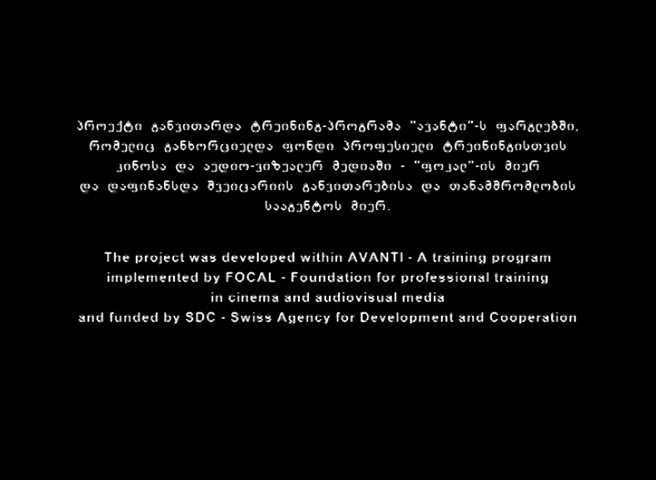 პროექტი განვითარდა ტრეინინგ-პროგრამა "ავანტი"-ს ფარგლებში,
რომელიც განხორციელდა ფონდი პროფესიული ტრეინინგისთვის
კინოსა და აუდიო-ვიზუალურ მედიაში - "ფოკალ"-ის მიერ
და დაფინანსდა შვეიცარიის განვითარებისა და თანამშრომლობის
სააგენტოს მიერ.
The project was developed within AVANTI - A training program
implemented by FOCAL - Foundation for professional training
in cinema and audiovisual media
and funded by SDC - Swiss Agency for Development and Cooperation